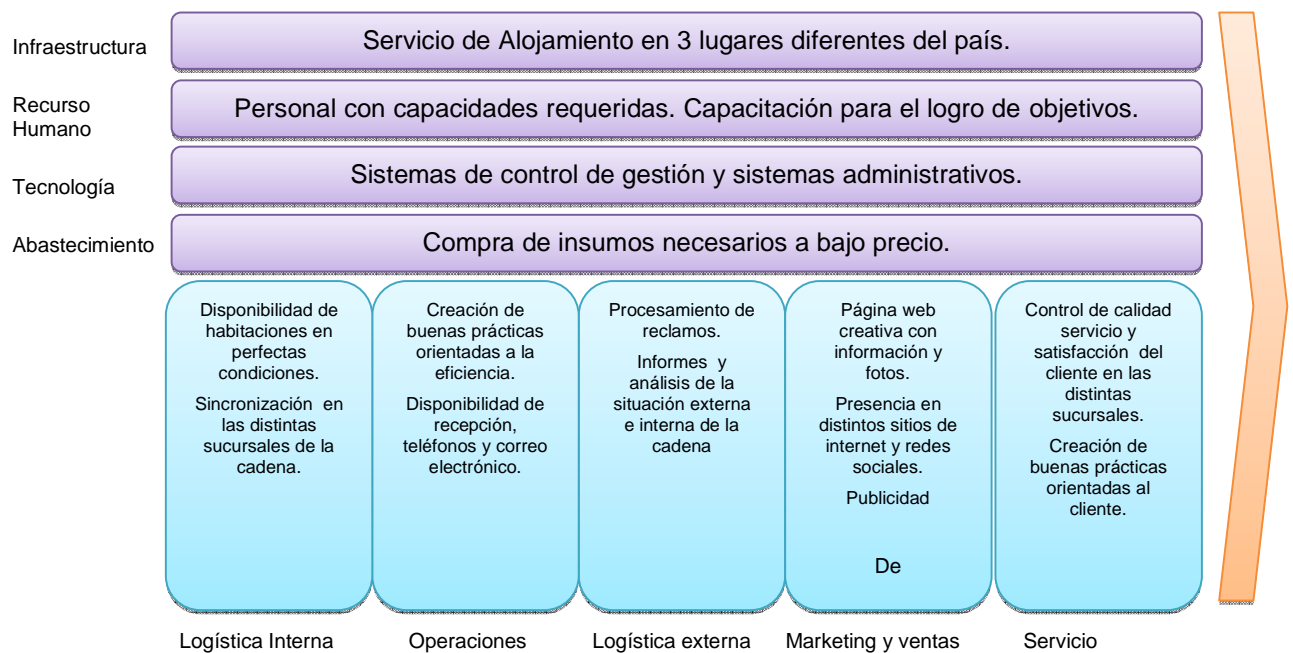 Infraestructura
Servicio de Alojamiento en 3 lugares diferentes del país.
Recurso
Humano
Personal con capacidades requeridas. Capacitación para el logro de objetivos.
Tecnología
Sistemas de control de gestión y sistemas administrativos.
Abastecimiento
Compra de insumos necesarios a bajo precio.
Disponibilidad de
habitaciones en
perfectas
condiciones.
Sincronización en
las distintas
sucursales de la
cadena.
Creación de
buenas prácticas
orientadas a la
eficiencia.
Disponibilidad de
recepción,
teléfonos y correo
electrónico.
Procesamiento de
reclamos.
Informes y
análisis de la
situación externa
e interna de la
cadena
Página web
creativa con
información y
fotos.
Presencia en
distintos sitios de
internet y redes
sociales.
Publicidad
De
Control de calidad
servicio y
satisfacción del
cliente en las
distintas
sucursales.
Creación de
buenas prácticas
orientadas al
cliente.
Logística Interna
Operaciones
Logística externa
Marketing y ventas
Servicio